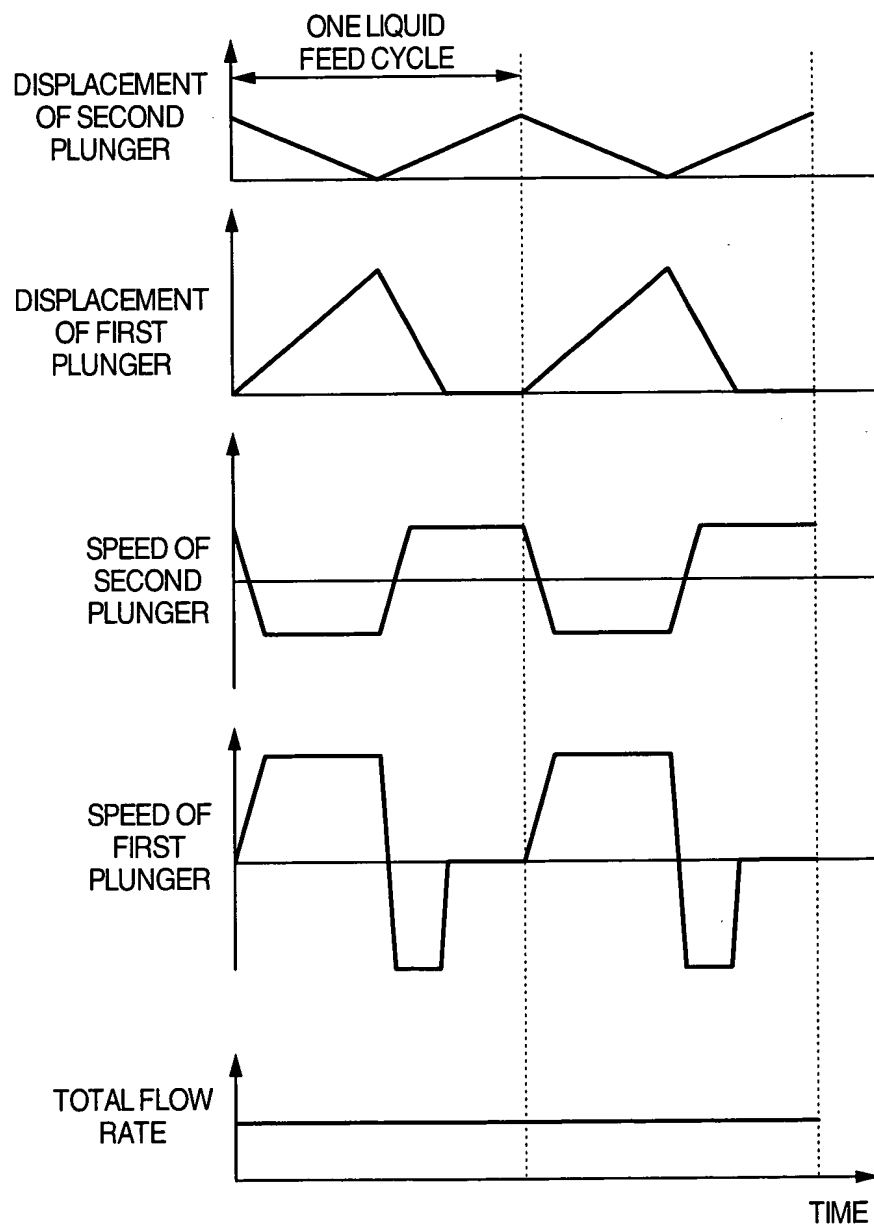 ONE LIQUID
FEED CYCLE
DISPLACEMENT
OF SECOND
PLUNGER
DISPLACEMENT
OF FIRST
PLUNGER
SPEED OF
SECOND
PLUNGER
SPEED OF
FIRST
PLUNGER
TOTAL FLOW
RATE
TIME